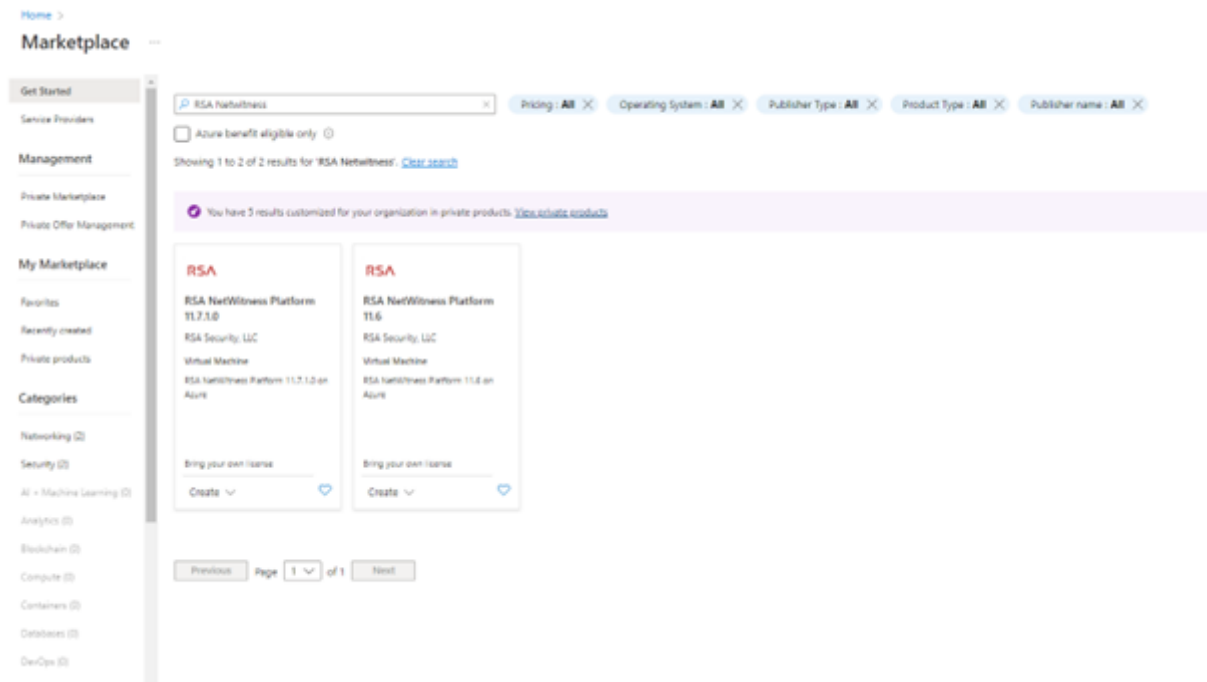 Home >
Marketplace ...
Get Started
Service Providers
Management
Private Marketplace
Private Offer Management
My Marketplace
Favorites
Recently created
Private products
Categories
Networking (2)
Security (2)
AI + Machine Learning (0)
Analytics (0)
Blockchain (0)
Compute (0)
Containers (0)
Databases (0)
DevOps (0)
RSA Netwitness
Pricing : All
Operating System : All
Publisher Type : All
Product Type : All
Publisher name : All
Azure benefit eligible only
Showing 1 to 2 of 2 results for 'RSA Netwitness'. Clear search
You have 5 results customized for your organization in private products. View private products
RSA
RSA NetWitness Platform
11.7.1.0
RSA Security, LLC
Virtual Machine
RSA NetWitness Platform 11.7.1.0 on
Azure
Bring your own license
Create
RSA
RSA NetWitness Platform
11.6
RSA Security, LLC
Virtual Machine
RSA NetWitness Platform 11.6 on
Azure
Bring your own license
Create
Previous Page 1 of 1 Next